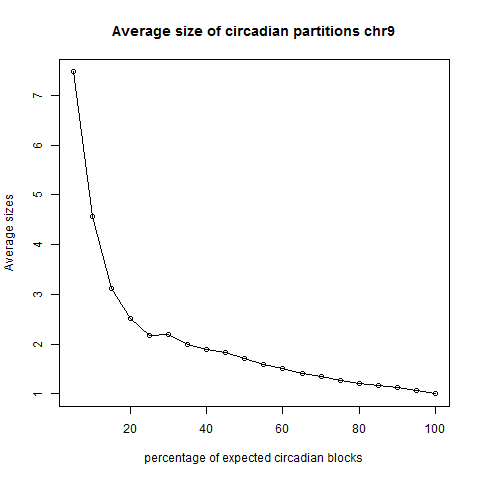 Average size of circadian partitions chr9
Average sizes
7
6
5
4
3
2
1
20 40 60 80 100
percentage of expected circadian blocks